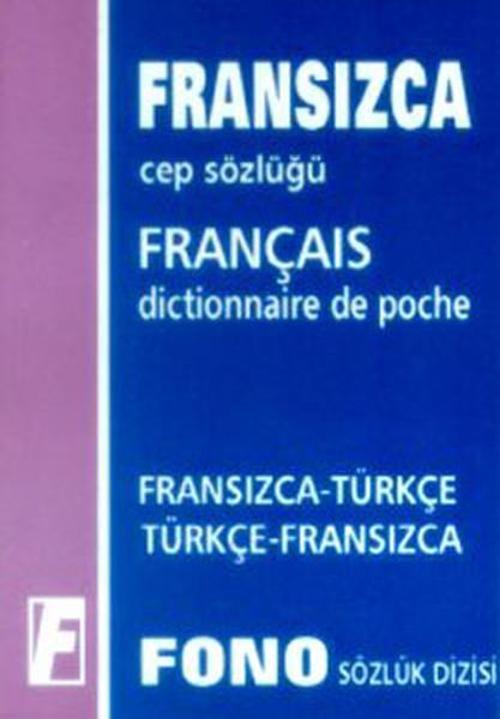 FRANSIZCA
cep sözlüğü
FRANÇAIS
dictionnaire de poche
FRANSIZCA-TÜRKÇE
TÜRKÇE-FRANSIZCA
F
FONO SÖZLÜK DİZİSİ